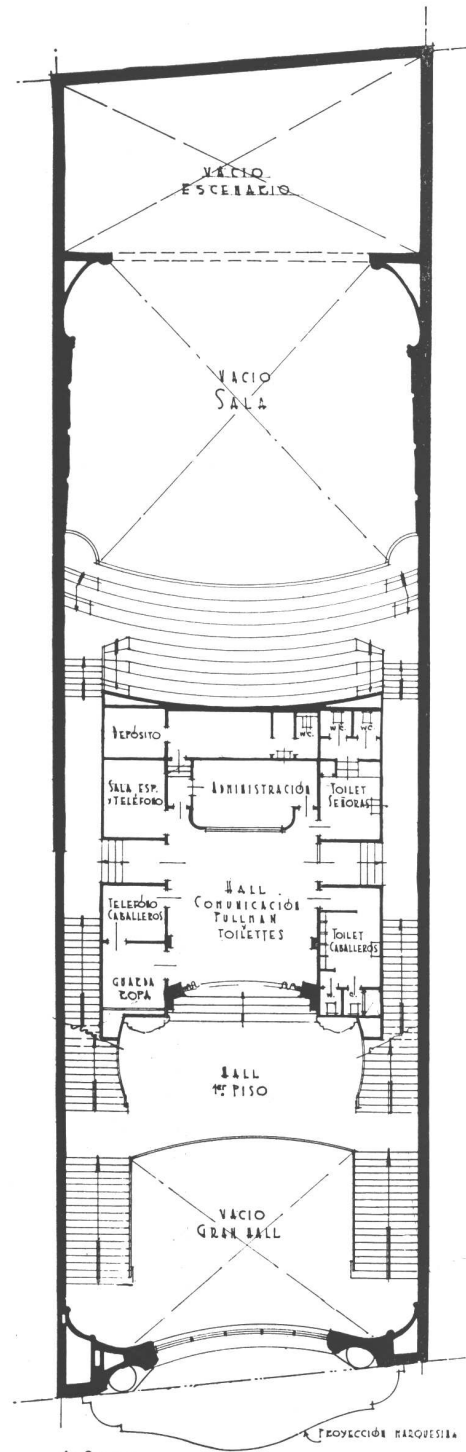 VACIO
ESCENARIO
VACIO
SALA
DEPÓSITO
W.C.
W.C.
W.C.
SALA ESP.
Y TELÉFONO
ADMINISTRACIÓN
TOILET
SEÑORAS
HALL
COMUNICACIÓN
PULLMAN
Y
TOILETTES
TELEFÓNO
CABALLEROS
TOILET
CABALLEROS
GUARDA
ROPA
HALL
1er PISO
VACIO
GRAN HALL
PROYECCIÓN MARQUESINA